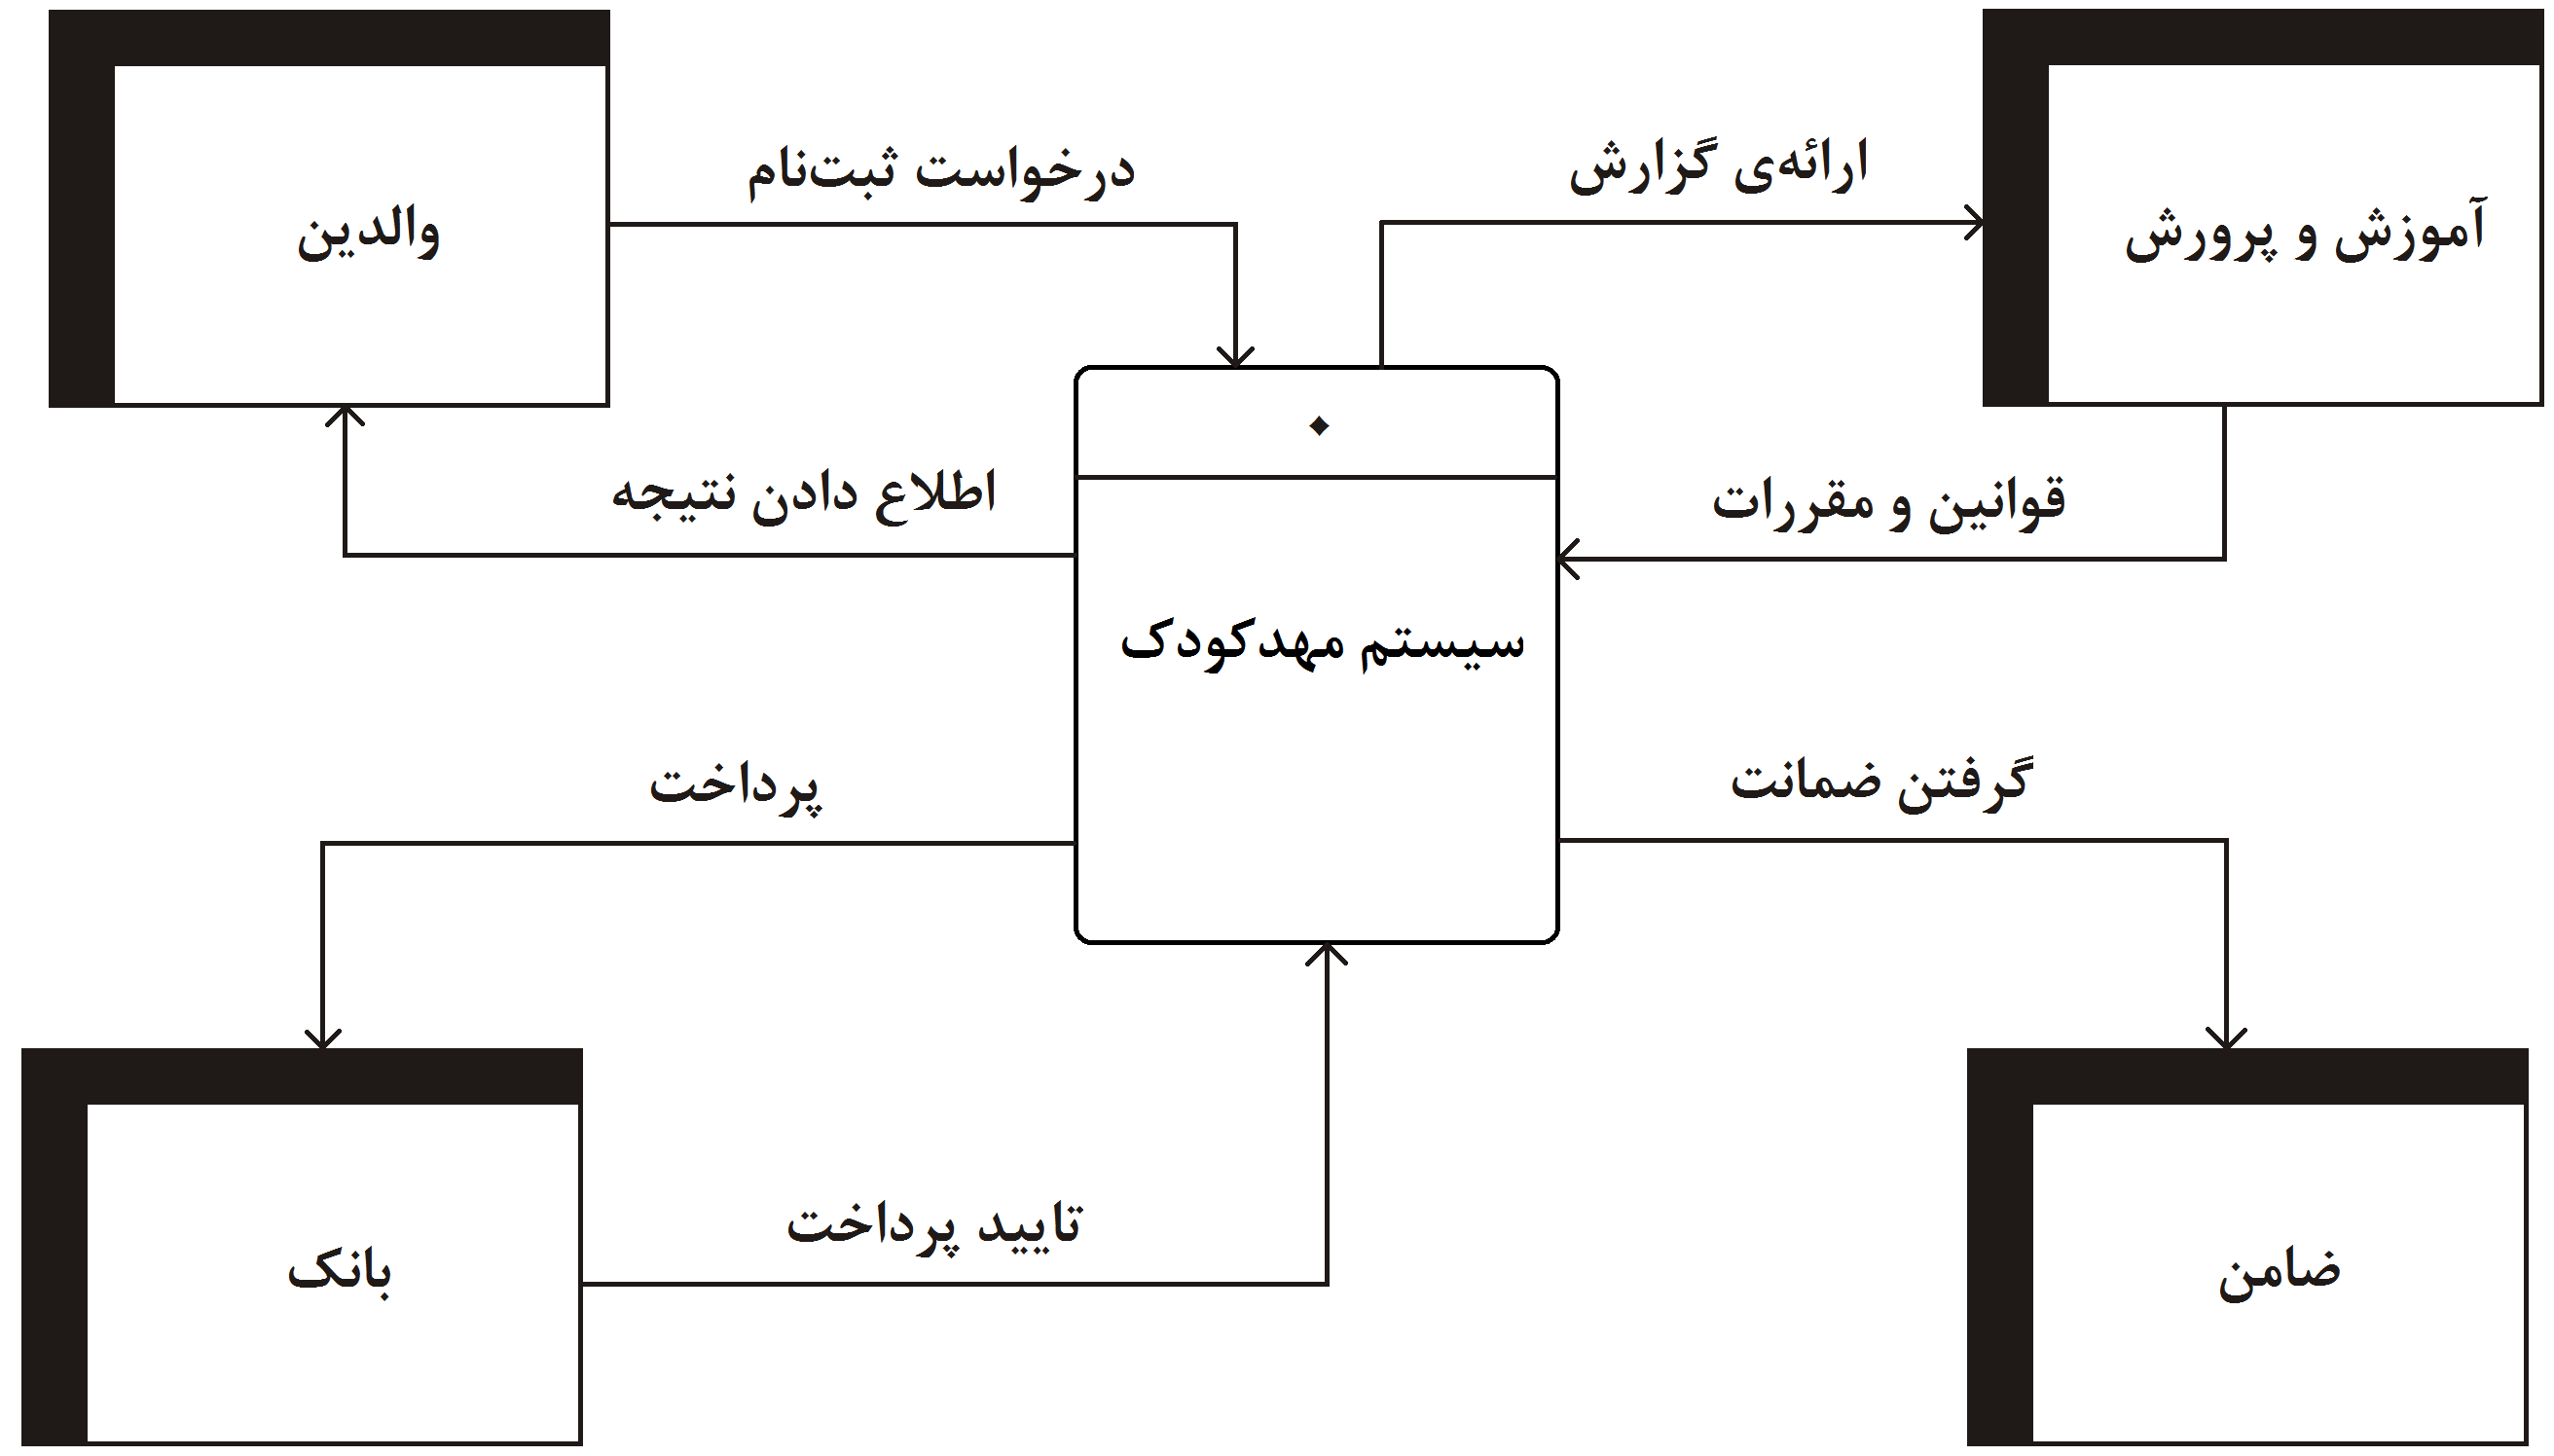 والدین
درخواست ثبت‌نام
ارائه‌ی گزارش
آموزش و پرورش
۰
اطلاع دادن نتیجه
قوانین و مقررات
سیستم مهدکودک
پرداخت
گرفتن ضمانت
تایید پرداخت
بانک
ضامن